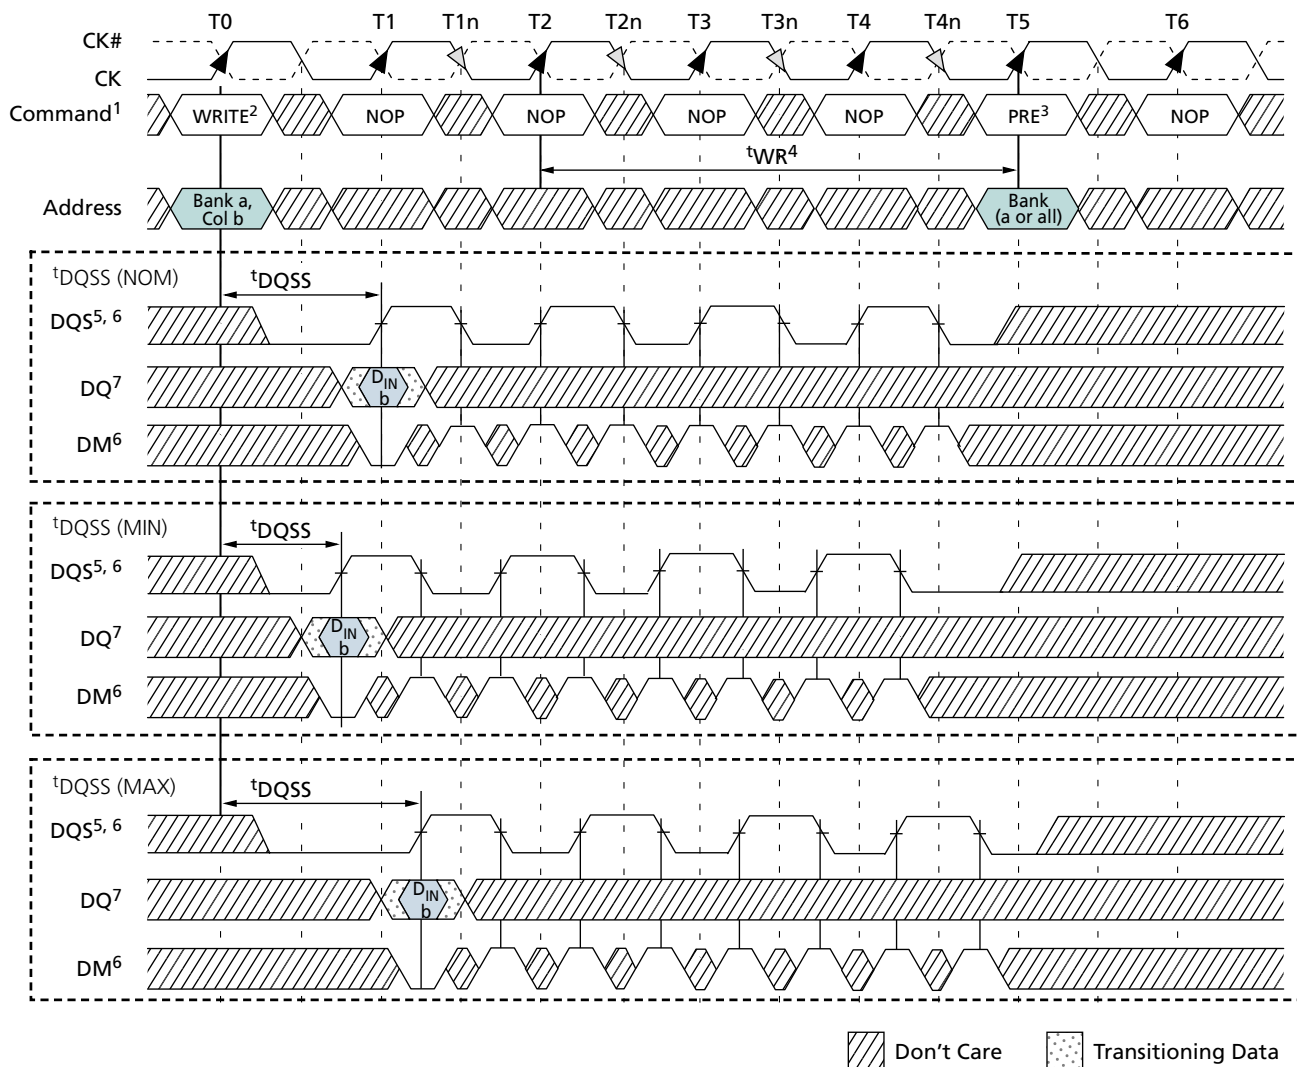 T0 T1 T1n T2 T2n T3 T3n T4 T4n T5 T6
CK#
CK
Command¹ WRITE² NOP NOP NOP NOP PRE³ NOP
ᵗWR⁴
Address Bank a, Col b Bank (a or all)
ᵗDQSS (NOM) ᵗDQSS
DQS⁵, ⁶
DQ⁷ DIN b
DM⁶
ᵗDQSS (MIN) ᵗDQSS
DQS⁵, ⁶
DQ⁷ DIN b
DM⁶
ᵗDQSS (MAX) ᵗDQSS
DQS⁵, ⁶
DQ⁷ DIN b
DM⁶
Don't Care Transitioning Data